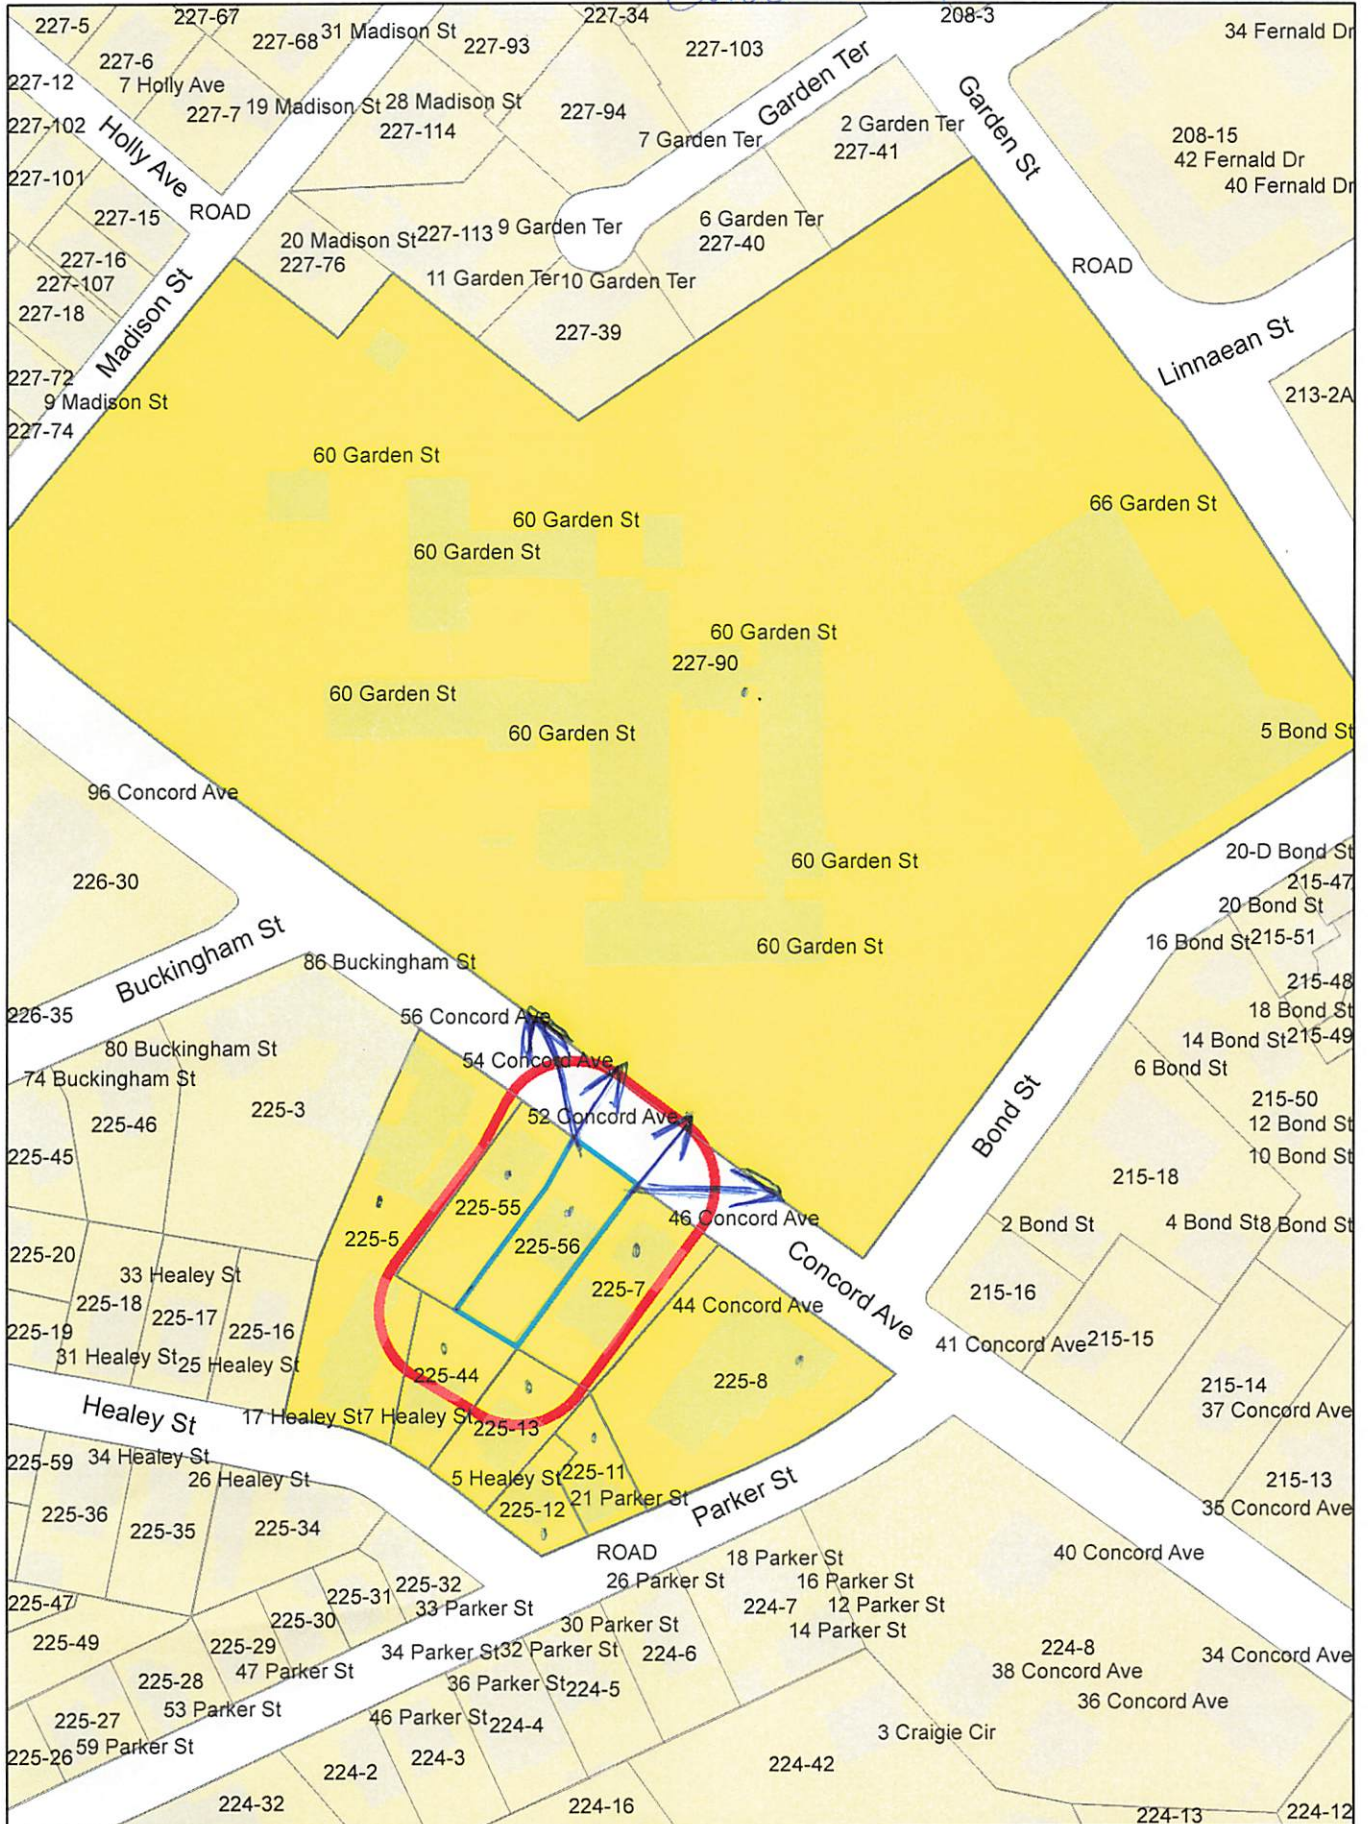 227-5
227-67
227-68
31 Madison St
227-93
227-34
227-103
208-3
34 Fernald Dr
227-6
7 Holly Ave
227-12
227-7
19 Madison St
28 Madison St
227-114
227-94
Garden Ter
Garden St
227-102
Holly Ave
7 Garden Ter
2 Garden Ter
227-41
208-15
42 Fernald Dr
40 Fernald Dr
227-101
227-15
ROAD
20 Madison St
227-76
227-113
9 Garden Ter
6 Garden Ter
227-40
227-16
227-107
227-18
11 Garden Ter
10 Garden Ter
ROAD
Madison St
227-39
Linnaean St
227-72
9 Madison St
227-74
213-2A
60 Garden St
60 Garden St
60 Garden St
66 Garden St
60 Garden St
227-90
60 Garden St
60 Garden St
5 Bond St
96 Concord Ave
226-30
60 Garden St
20-D Bond St
215-47
20 Bond St
16 Bond St
215-51
60 Garden St
Buckingham St
86 Buckingham St
215-48
18 Bond St
226-35
56 Concord Ave
14 Bond St
215-49
80 Buckingham St
54 Concord Ave
6 Bond St
74 Buckingham St
225-3
225-46
52 Concord Ave
Bond St
215-50
12 Bond St
10 Bond St
225-45
215-18
225-55
225-5
225-56
46 Concord Ave
2 Bond St
4 Bond St
8 Bond St
225-20
33 Healey St
225-18
225-17
225-16
225-7
44 Concord Ave
Concord Ave
215-16
225-19
31 Healey St
25 Healey St
41 Concord Ave
215-15
225-44
225-8
215-14
37 Concord Ave
Healey St
17 Healey St
7 Healey St
225-13
225-59
34 Healey St
26 Healey St
5 Healey St
225-11
21 Parker St
225-12
Parker St
215-13
35 Concord Ave
225-36
225-35
225-34
ROAD
18 Parker St
40 Concord Ave
26 Parker St
16 Parker St
225-47
225-31
225-32
33 Parker St
224-7
12 Parker St
225-30
30 Parker St
14 Parker St
225-49
225-29
47 Parker St
34 Parker St
32 Parker St
224-6
224-8
38 Concord Ave
34 Concord Ave
225-28
53 Parker St
36 Parker St
224-5
36 Concord Ave
225-27
59 Parker St
225-26
46 Parker St
224-4
3 Craigie Cir
224-2
224-3
224-42
224-32
224-16
224-13
224-12